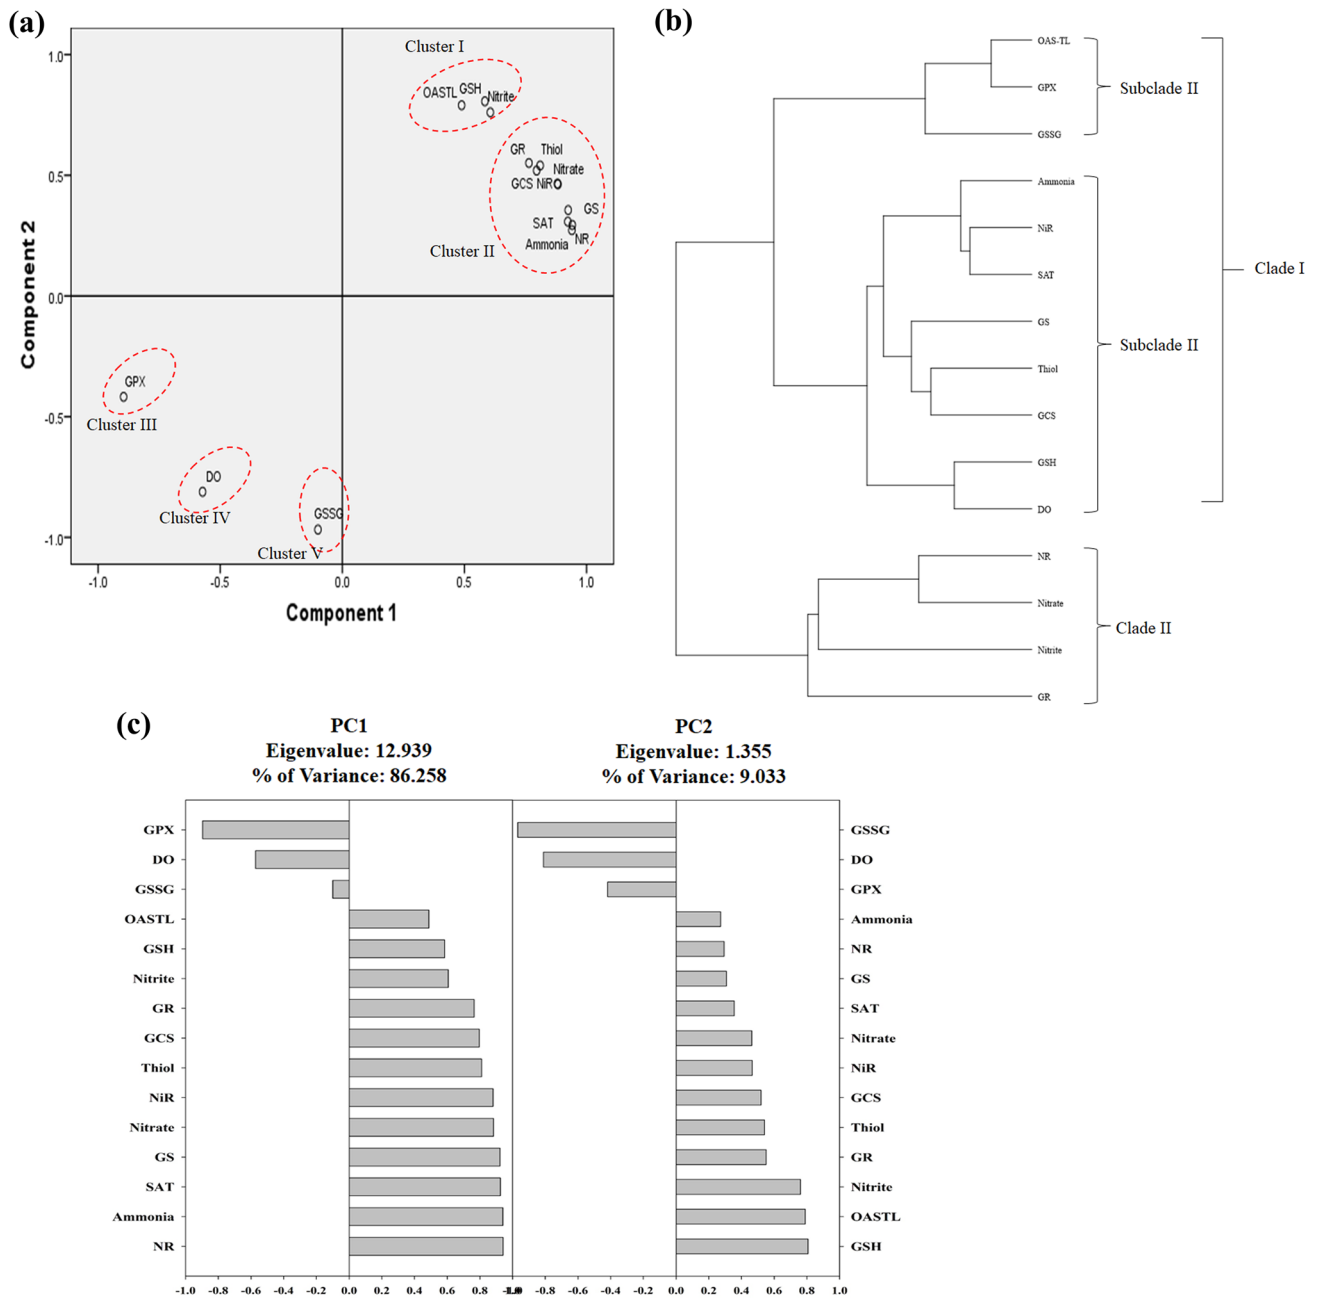 (a)
Cluster I
OASTL GSH Nitrite
GR Thiol
Nitrate
GCS NiR
GS
SAT
NR
Ammonia
Cluster II
GPX
Cluster III
DO
Cluster IV
GSSG
Cluster V
1.0
0.5
0.0
-0.5
-1.0
Component 2
-1.0 -0.5 0.0 0.5 1.0
Component 1
(b)
OAS-TL
GPX
GSSG
Subclade II
Ammonia
NiR
SAT
GS
Thiol
GCS
GSH
DO
Subclade II
Clade I
NR
Nitrate
Nitrite
GR
Clade II
(c)
PC1
Eigenvalue: 12.939
% of Variance: 86.258
PC2
Eigenvalue: 1.355
% of Variance: 9.033
GPX
DO
GSSG
OASTL
GSH
Nitrite
GR
GCS
Thiol
NiR
Nitrate
GS
SAT
Ammonia
NR
-1.0 -0.8 -0.6 -0.4 -0.2 0.0 0.2 0.4 0.6 0.8
GSSG
DO
GPX
Ammonia
NR
GS
SAT
Nitrate
NiR
GCS
Thiol
GR
Nitrite
OASTL
GSH
-0.8 -0.6 -0.4 -0.2 0.0 0.2 0.4 0.6 0.8 1.0